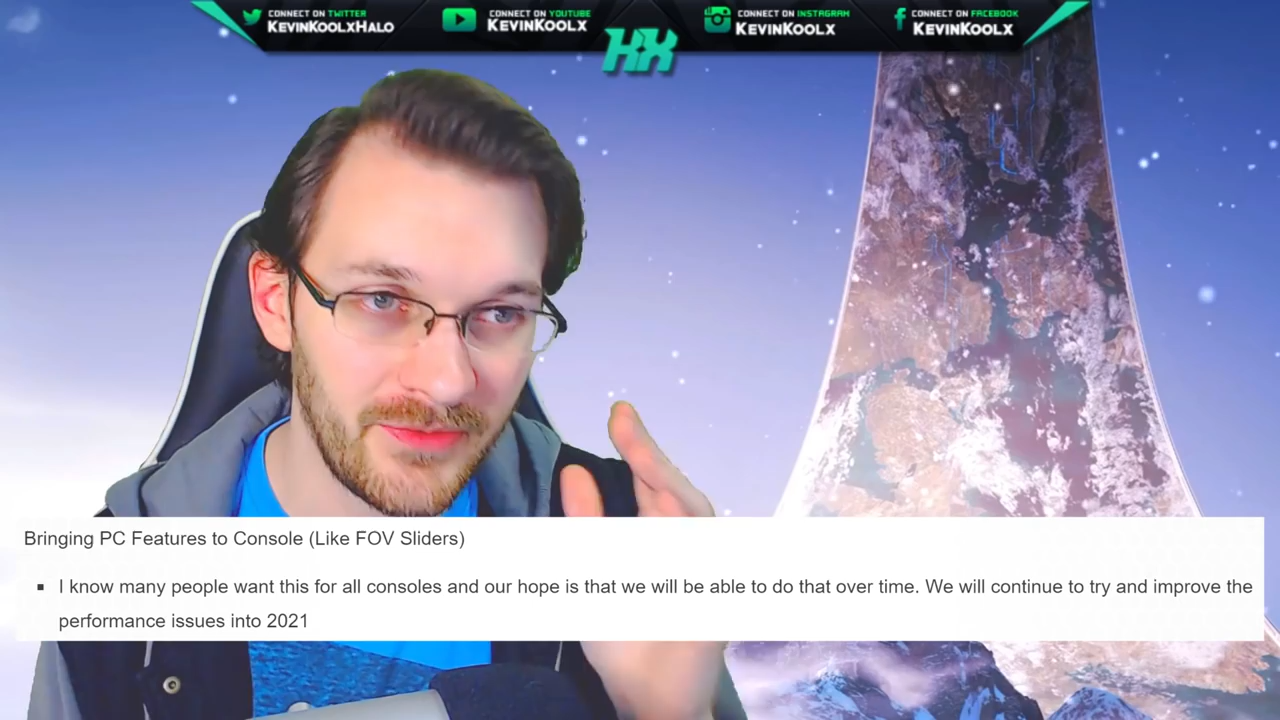 CONNECT ON TWITTER
KEVINKOOLXHALO
CONNECT ON YOUTUBE
KEVINKOOLX
CONNECT ON INSTAGRAM
KEVINKOOLX
CONNECT ON FACEBOOK
KEVINKOOLX
KX
Bringing PC Features to Console (Like FOV Sliders)
▪ I know many people want this for all consoles and our hope is that we will be able to do that over time. We will continue to try and improve the
performance issues into 2021